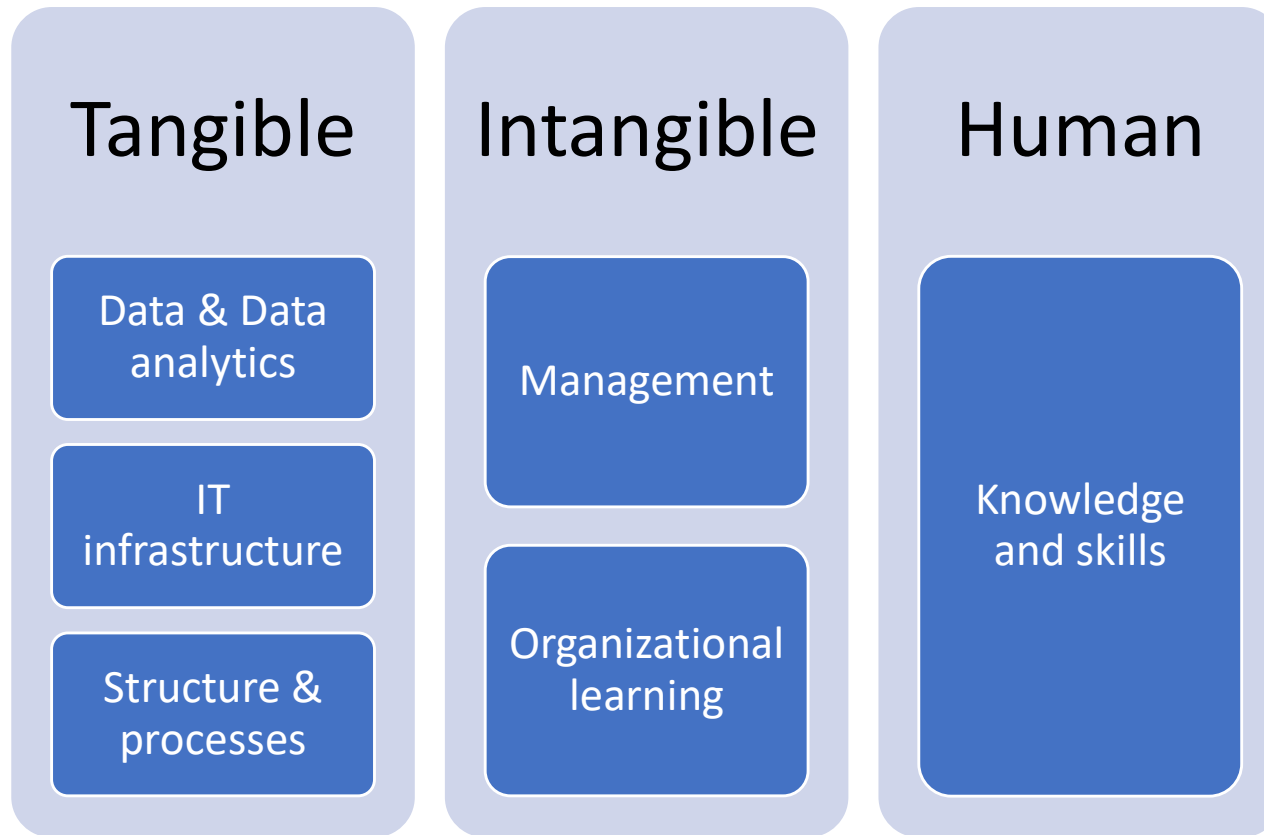 Tangible
Data & Data
analytics
IT
infrastructure
Structure &
processes
Intangible
Management
Organizational
learning
Human
Knowledge
and skills